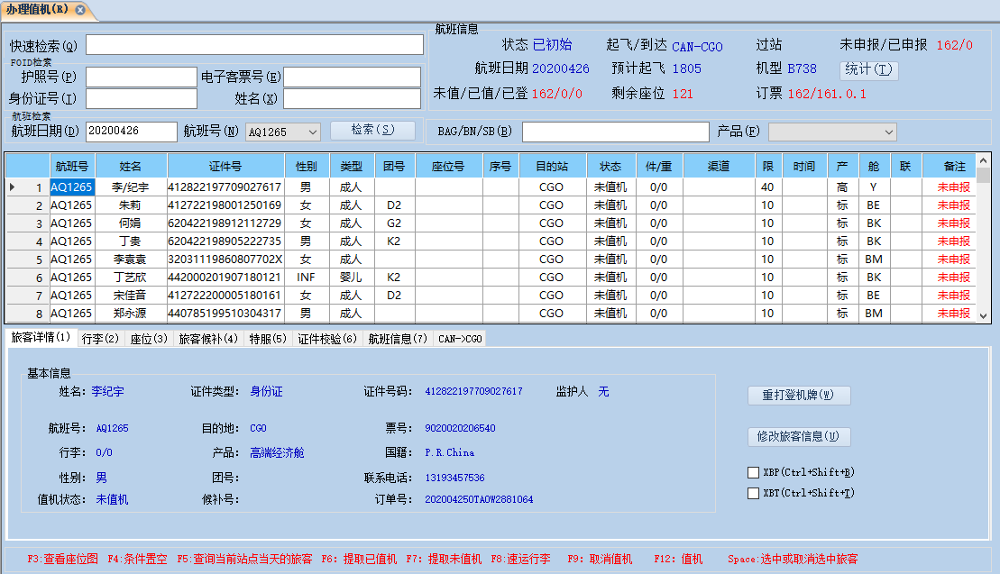 办理值机(R)
快速检索(Q)
FOID检索
护照号(P) 电子客票号(E)
身份证号(I) 姓名(X)
航班检索
航班日期(D) 20200426 航班号(N) AQ1265 检索(S)
航班信息
状态 已初始 起飞/到达 CAN-CGO 过站 未申报/已申报 162/0
航班日期 20200426 预计起飞 1805 机型 B738 统计(T)
未值/已值/已登 162/0/0 剩余座位 121 订票 162/161.0.1
BAG/BN/SB(B) 产品(F)
航班号 姓名 证件号 性别 类型 团号 座位号 序号 目的站 状态 件/重 渠道 限 时间 产 舱 联 备注
1 AQ1265 李/纪宇 412822197709027617 男 成人 CGO 未值机 0/0 40 高 Y 未申报
2 AQ1265 朱莉 412722198001250169 女 成人 D2 CGO 未值机 0/0 10 标 BE 未申报
3 AQ1265 何娟 620422198912112729 女 成人 G2 CGO 未值机 0/0 10 标 BK 未申报
4 AQ1265 丁贵 620422198905222735 男 成人 K2 CGO 未值机 0/0 10 标 BK 未申报
5 AQ1265 李袁袁 32031119860807702X 女 成人 CGO 未值机 0/0 10 标 BM 未申报
6 AQ1265 丁艺欣 442000201907180121 INF 婴儿 K2 CGO 未值机 0/0 10 标 BK 未申报
7 AQ1265 宋佳音 412722200005180161 女 成人 D2 CGO 未值机 0/0 10 标 BE 未申报
8 AQ1265 郑永源 440785199510304317 男 成人 CGO 未值机 0/0 10 标 BM 未申报
旅客详情(1) 行李(2) 座位(3) 旅客候补(4) 特服(5) 证件校验(6) 航班信息(7) CAN->CGO
基本信息
姓名: 李纪宇 证件类型: 身份证 证件号码: 412822197709027617 监护人 无
航班号: AQ1265 目的地: CGO 票号: 9020020206540
行李: 0/0 产品: 高端经济舱 国籍: P.R.China
性别: 男 团号: 联系电话: 13193457536
值机状态: 未值机 候补号: 订单号: 202004250TA0W2881064
重打登机牌(W)
修改旅客信息(U)
XBP(Ctrl+Shift+B)
XBT(Ctrl+Shift+T)
F3:查看座位图 F4:条件置空 F5:查询当前站点当天的旅客 F6: 提取已值机 F7: 提取未值机 F8:速运行李 F9: 取消值机 F12: 值机 Space:选中或取消选中旅客